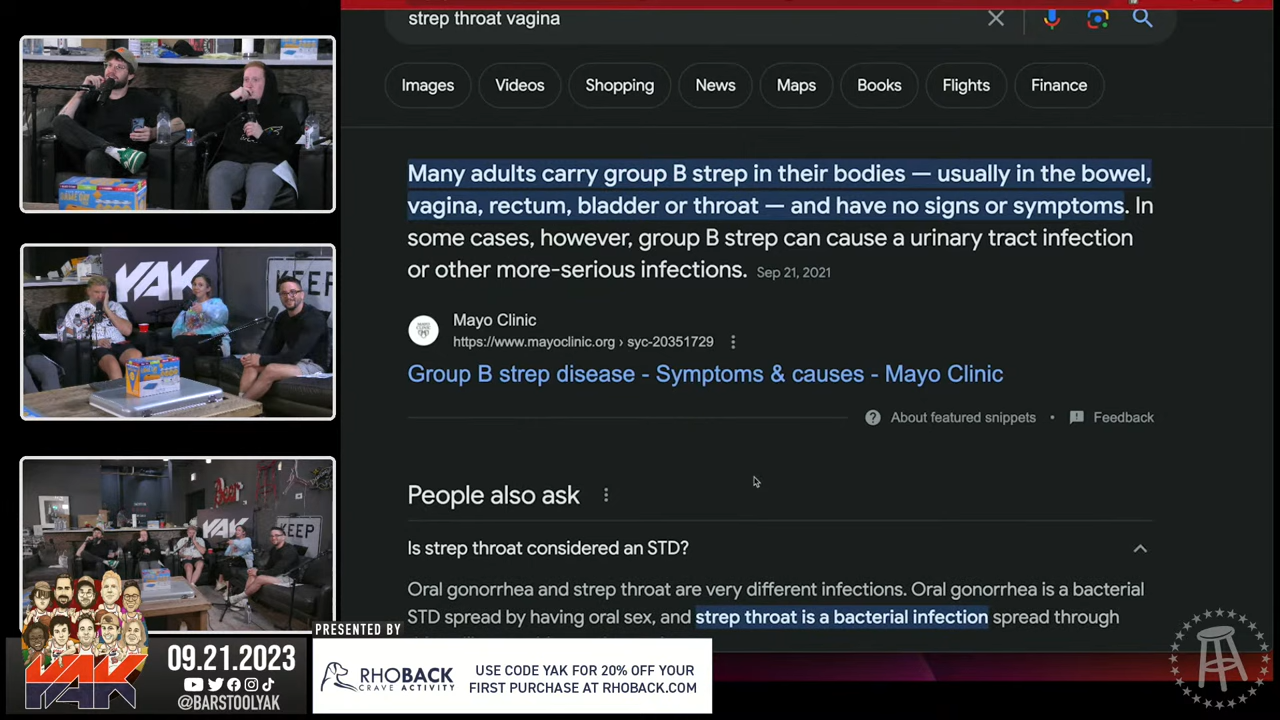 strep throat vagina
Images
Videos
Shopping
News
Maps
Books
Flights
Finance
Many adults carry group B strep in their bodies — usually in the bowel,
vagina, rectum, bladder or throat — and have no signs or symptoms. In
some cases, however, group B strep can cause a urinary tract infection
or other more-serious infections. Sep 21, 2021
Mayo Clinic
https://www.mayoclinic.org › syc-20351729
Group B strep disease - Symptoms & causes - Mayo Clinic
About featured snippets • Feedback
People also ask
Is strep throat considered an STD?
Oral gonorrhea and strep throat are very different infections. Oral gonorrhea is a bacterial
STD spread by having oral sex, and strep throat is a bacterial infection spread through
YAK
KEEP
Beer
YAK
KEEP
YAK
09.21.2023
@BARSTOOLYAK
PRESENTED BY
RHOBACK
CRAVE ACTIVITY
USE CODE YAK FOR 20% OFF YOUR
FIRST PURCHASE AT RHOBACK.COM